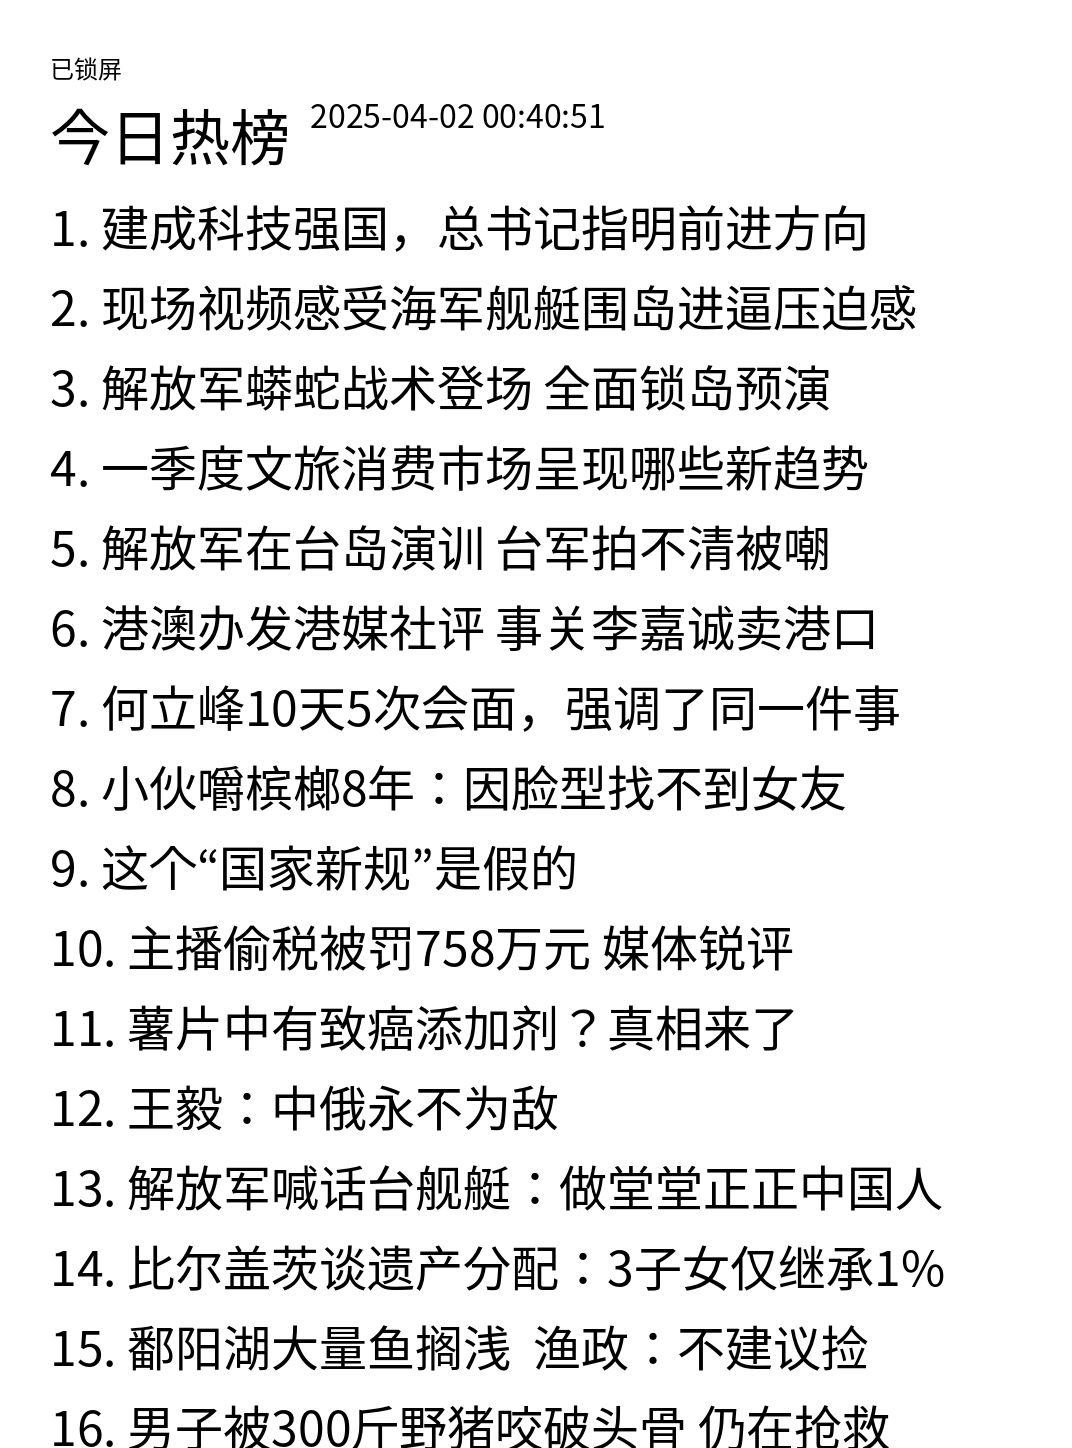 已锁屏
今日热榜 2025-04-02 00:40:51
1. 建成科技强国，总书记指明前进方向
2. 现场视频感受海军舰艇围岛进逼压迫感
3. 解放军蟒蛇战术登场 全面锁岛预演
4. 一季度文旅消费市场呈现哪些新趋势
5. 解放军在台岛演训 台军拍不清被嘲
6. 港澳办发港媒社评 事关李嘉诚卖港口
7. 何立峰10天5次会面，强调了同一件事
8. 小伙嚼槟榔8年：因脸型找不到女友
9. 这个“国家新规”是假的
10. 主播偷税被罚758万元 媒体锐评
11. 薯片中有致癌添加剂？真相来了
12. 王毅：中俄永不为敌
13. 解放军喊话台舰艇：做堂堂正正中国人
14. 比尔盖茨谈遗产分配：3子女仅继承1%
15. 鄱阳湖大量鱼搁浅  渔政：不建议捡
16. 男子被300斤野猪咬破头骨 仍在抢救